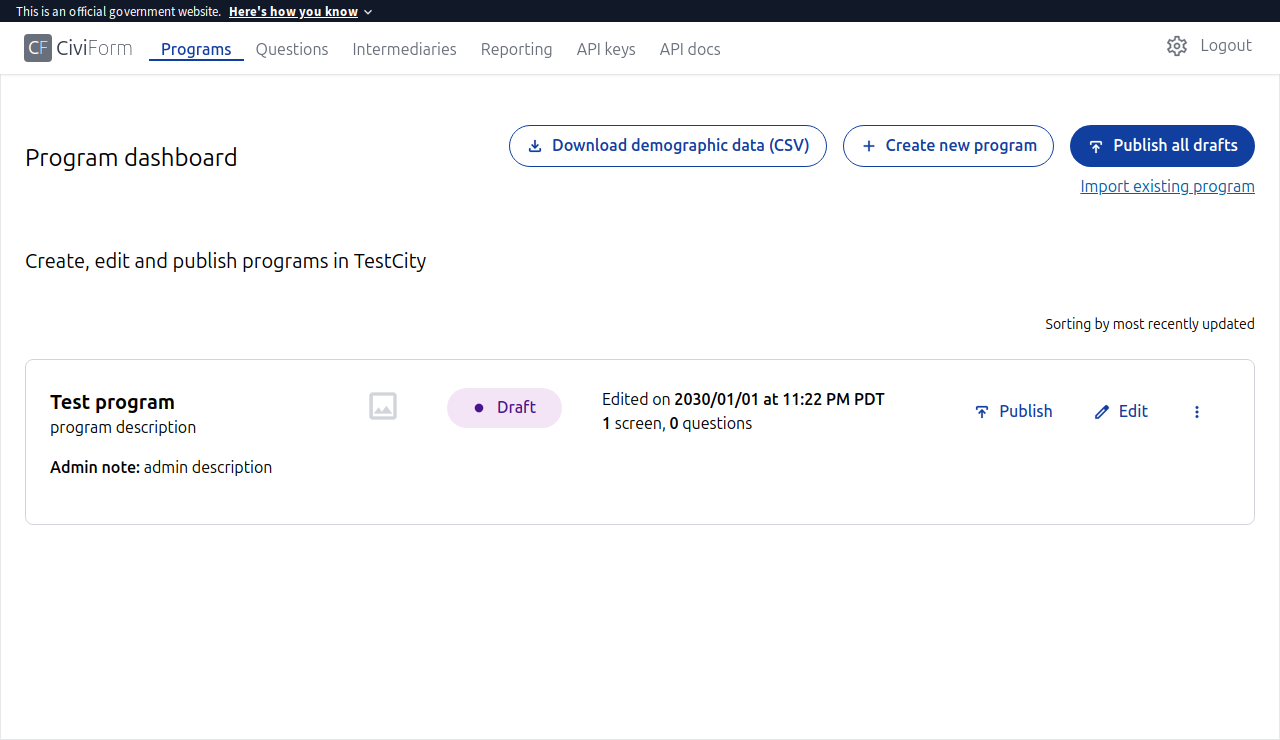 This is an official government website. Here's how you know
CF CiviForm Programs Questions Intermediaries Reporting API keys API docs Logout
Program dashboard
Download demographic data (CSV) Create new program Publish all drafts
Import existing program
Create, edit and publish programs in TestCity
Sorting by most recently updated
Test program
program description
Admin note: admin description
Draft
Edited on 2030/01/01 at 11:22 PM PDT
1 screen, 0 questions
Publish Edit